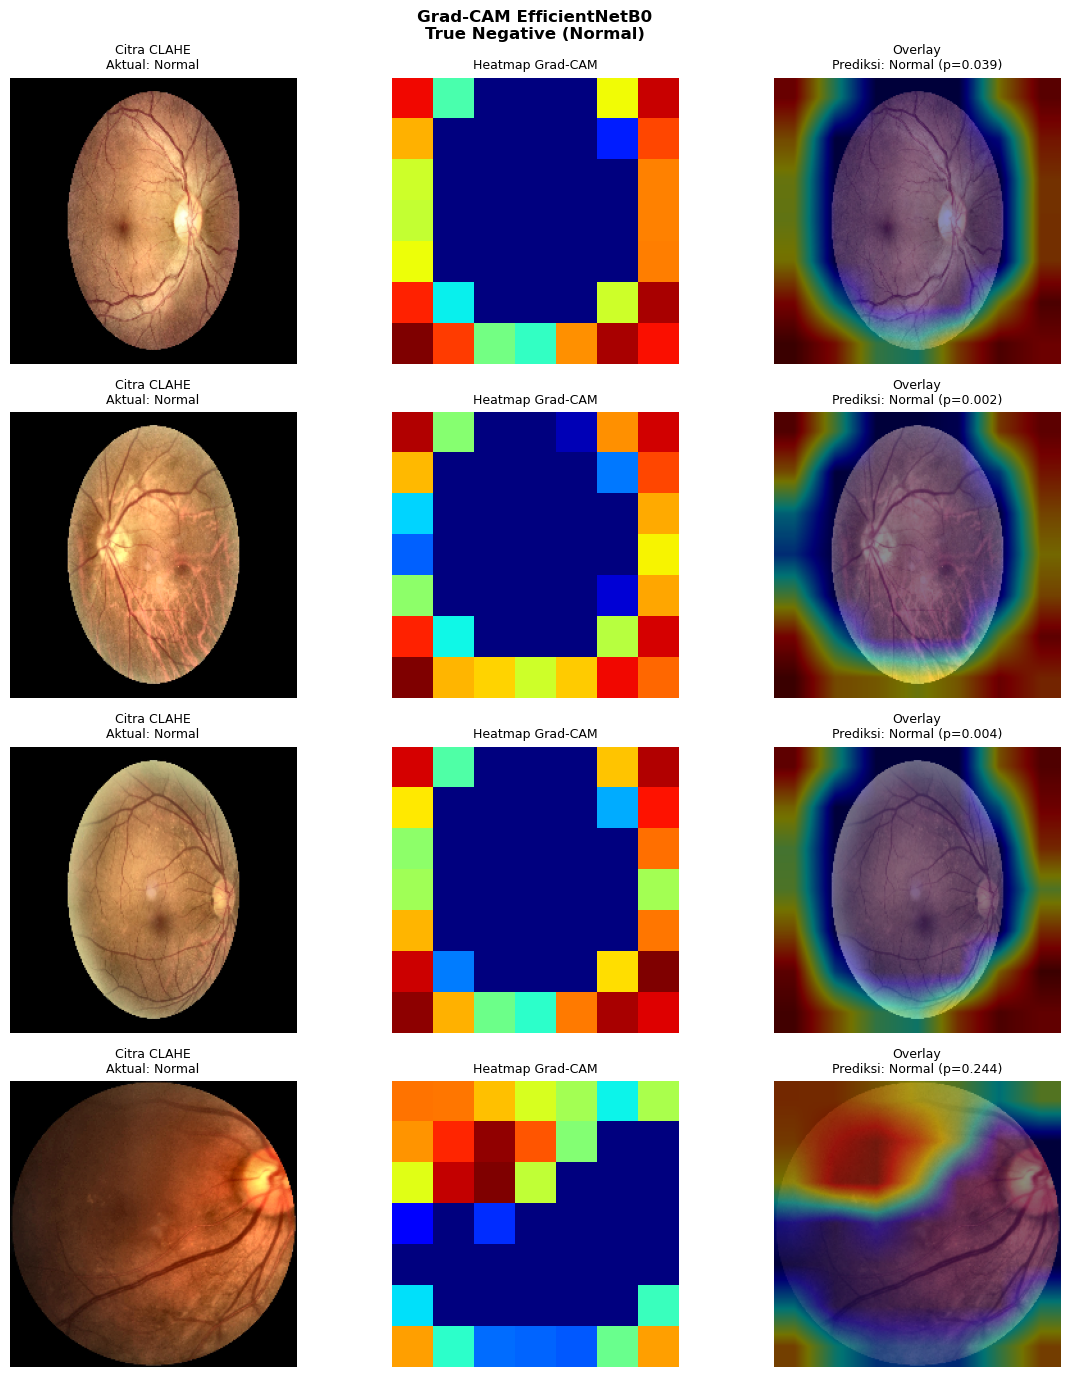 Grad-CAM EfficientNetB0
True Negative (Normal)
Citra CLAHE
Aktual: Normal
Heatmap Grad-CAM
Overlay
Prediksi: Normal (p=0.039)
Citra CLAHE
Aktual: Normal
Heatmap Grad-CAM
Overlay
Prediksi: Normal (p=0.002)
Citra CLAHE
Aktual: Normal
Heatmap Grad-CAM
Overlay
Prediksi: Normal (p=0.004)
Citra CLAHE
Aktual: Normal
Heatmap Grad-CAM
Overlay
Prediksi: Normal (p=0.244)